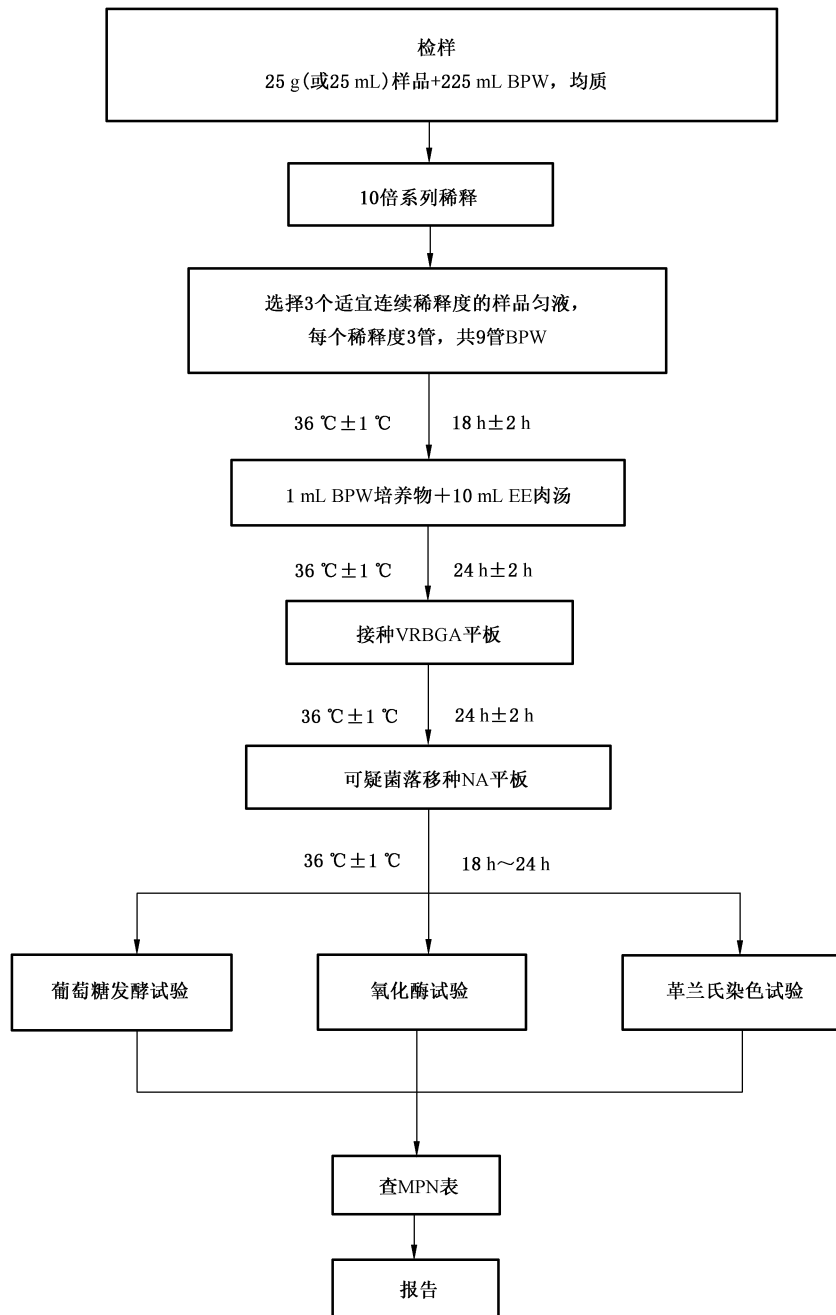 检样
25 g(或25 mL)样品+225 mL BPW，均质
10倍系列稀释
选择3个适宜连续稀释度的样品匀液，
每个稀释度3管，共9管BPW
36 ℃±1 ℃ 18 h±2 h
1 mL BPW培养物＋10 mL EE肉汤
36 ℃±1 ℃ 24 h±2 h
接种VRBGA平板
36 ℃±1 ℃ 24 h±2 h
可疑菌落移种NA平板
36 ℃±1 ℃ 18 h～24 h
葡萄糖发酵试验 氧化酶试验 革兰氏染色试验
查MPN表
报告